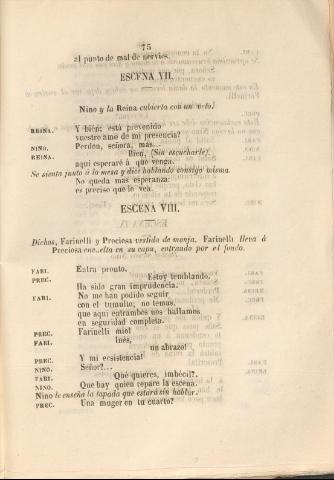 75
al punto de mal de nervios.
ESCENA VII.
Nino y la Reina cubierta con un velo.
REINA. Y bien; está prevenido
vuestro amo de mi presencia?
NINO. Perdon, señora, mas...
REINA. Bien, (Sin escucharle).
aqui esperaré á que venga.
Se sienta junto á la mesa y dice hablando consigo misma.
No queda mas esperanza:
es preciso que le vea.
ESCENA VIII.
Dichos, Farinelli y Preciosa vestida de monja. Farinelli lleva á
Preciosa envuelta en su capa, entrando por el fondo.
FARI. Entra pronto.
PREC. Estoy temblando.
Ha sido gran imprudencia.
FARI. No me han podido seguir
con el tumulto; no temas,
que aqui entrambos nos hallamos
en seguridad completa.
PREC. Farinelli mio!
FARI. Inés,
un abrazo!
PREC. Y mi ecsistencia!
NINO. Señor?...
FARI. Qué quieres, imbécil?.
NINO. Que hay quien repare la escena.
Nino le enseña la tapada que estará sin hablar.
PREC. Una muger en tu cuarto?